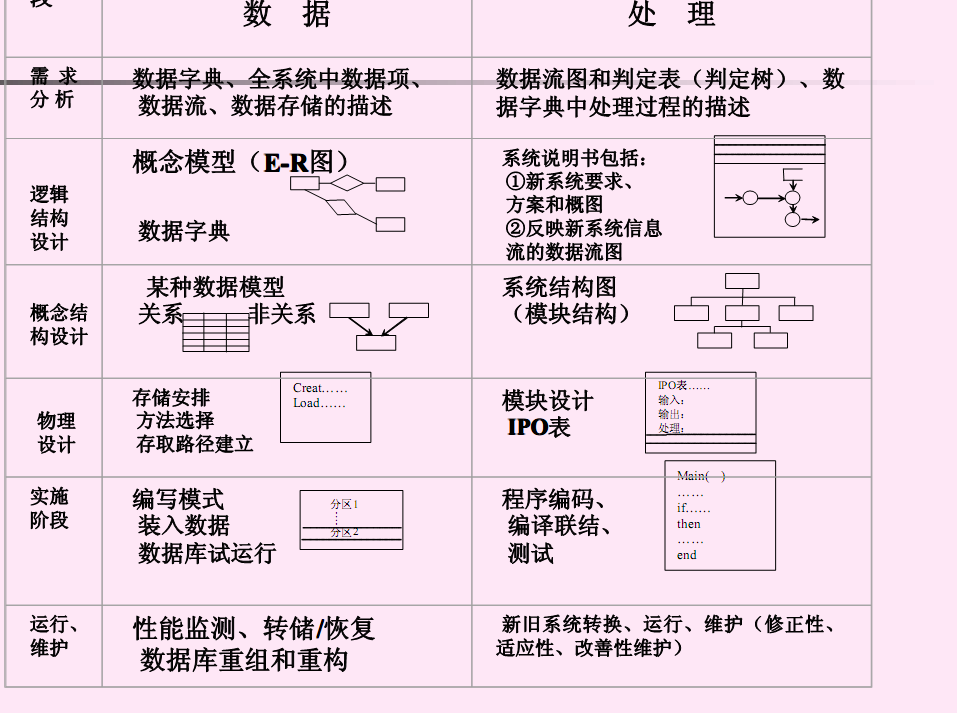 段
数 据
处 理
需 求
分 析
数据字典、全系统中数据项、
数据流、数据存储的描述
数据流图和判定表（判定树）、数
据字典中处理过程的描述
逻辑
结构
设计
概念模型（E-R图）
数据字典
系统说明书包括：
①新系统要求、
方案和概图
②反映新系统信息
流的数据流图
概念结
构设计
某种数据模型
关系 非关系
系统结构图
（模块结构）
物理
设计
存储安排
方法选择
存取路径建立
Creat……
Load……
模块设计
IPO表
IPO表……
输入：
输出：
处理：
实施
阶段
编写模式
装入数据
数据库试运行
分区1
分区2
程序编码、
编译联结、
测试
Main( )
……
if……
then
……
end
运行、
维护
性能监测、转储/恢复
数据库重组和重构
新旧系统转换、运行、维护（修正性、
适应性、改善性维护）